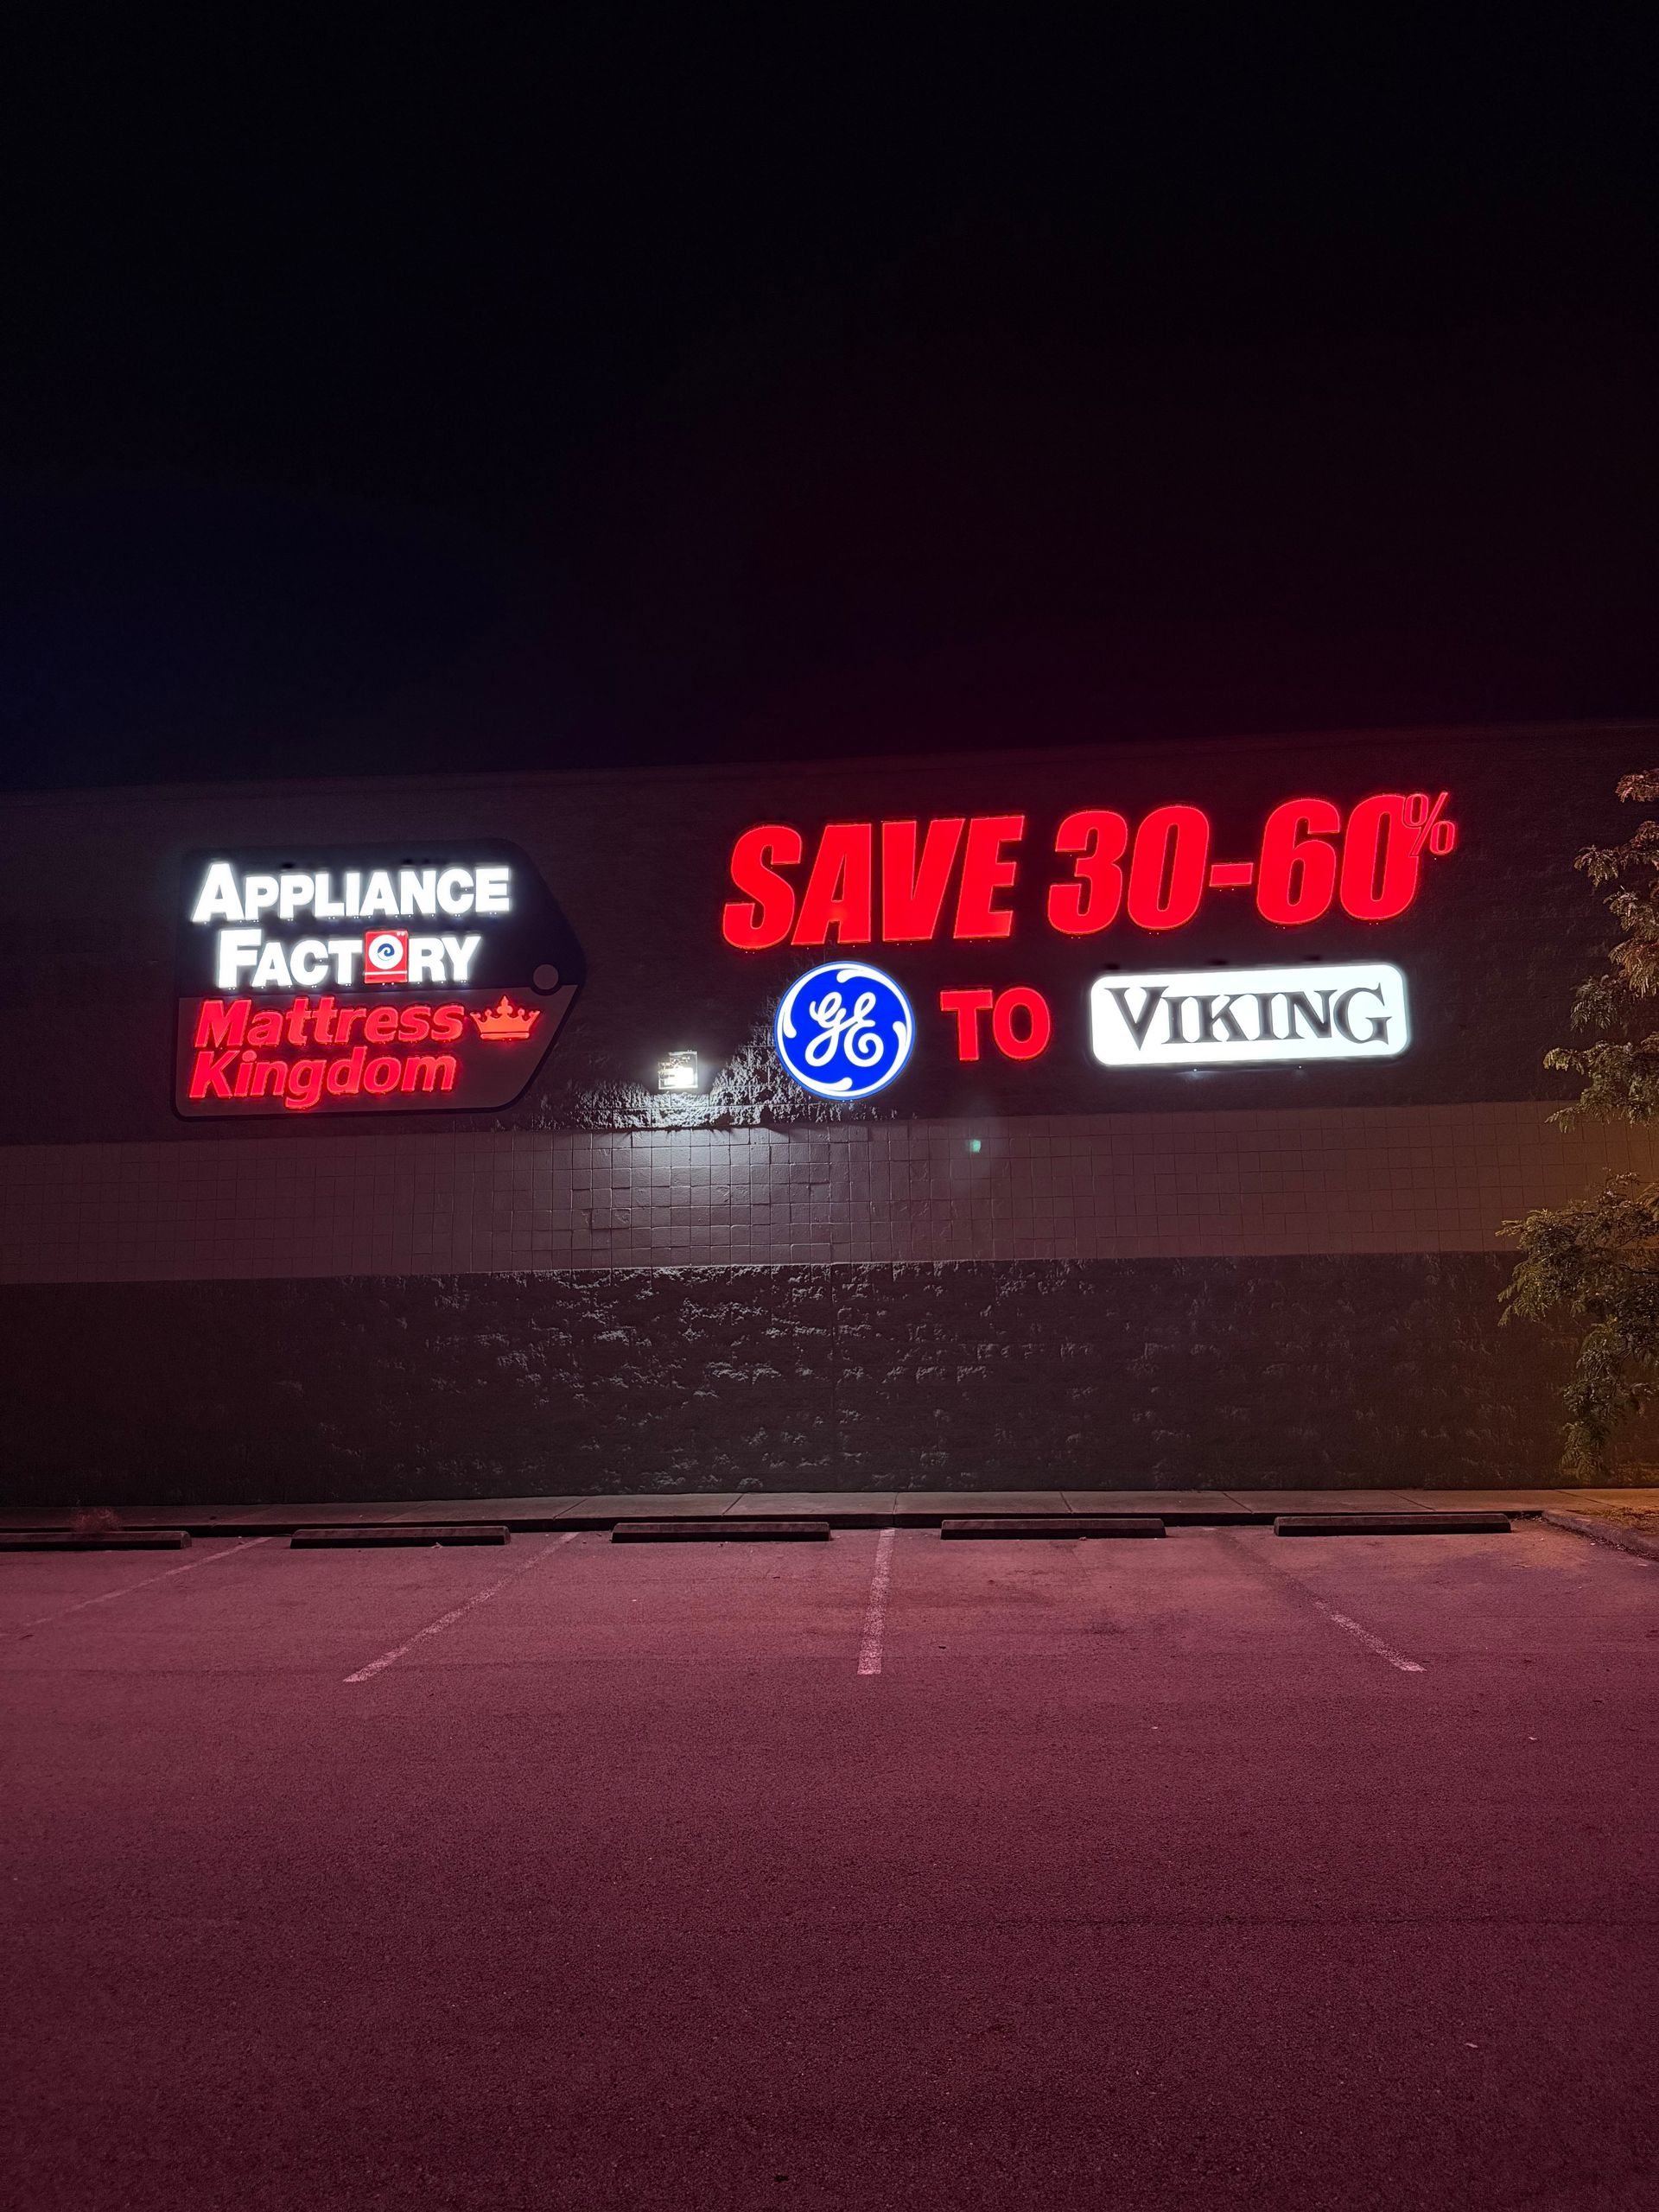 APPLIANCE
FACTORY
Mattress
Kingdom
SAVE 30-60%
GE TO VIKING